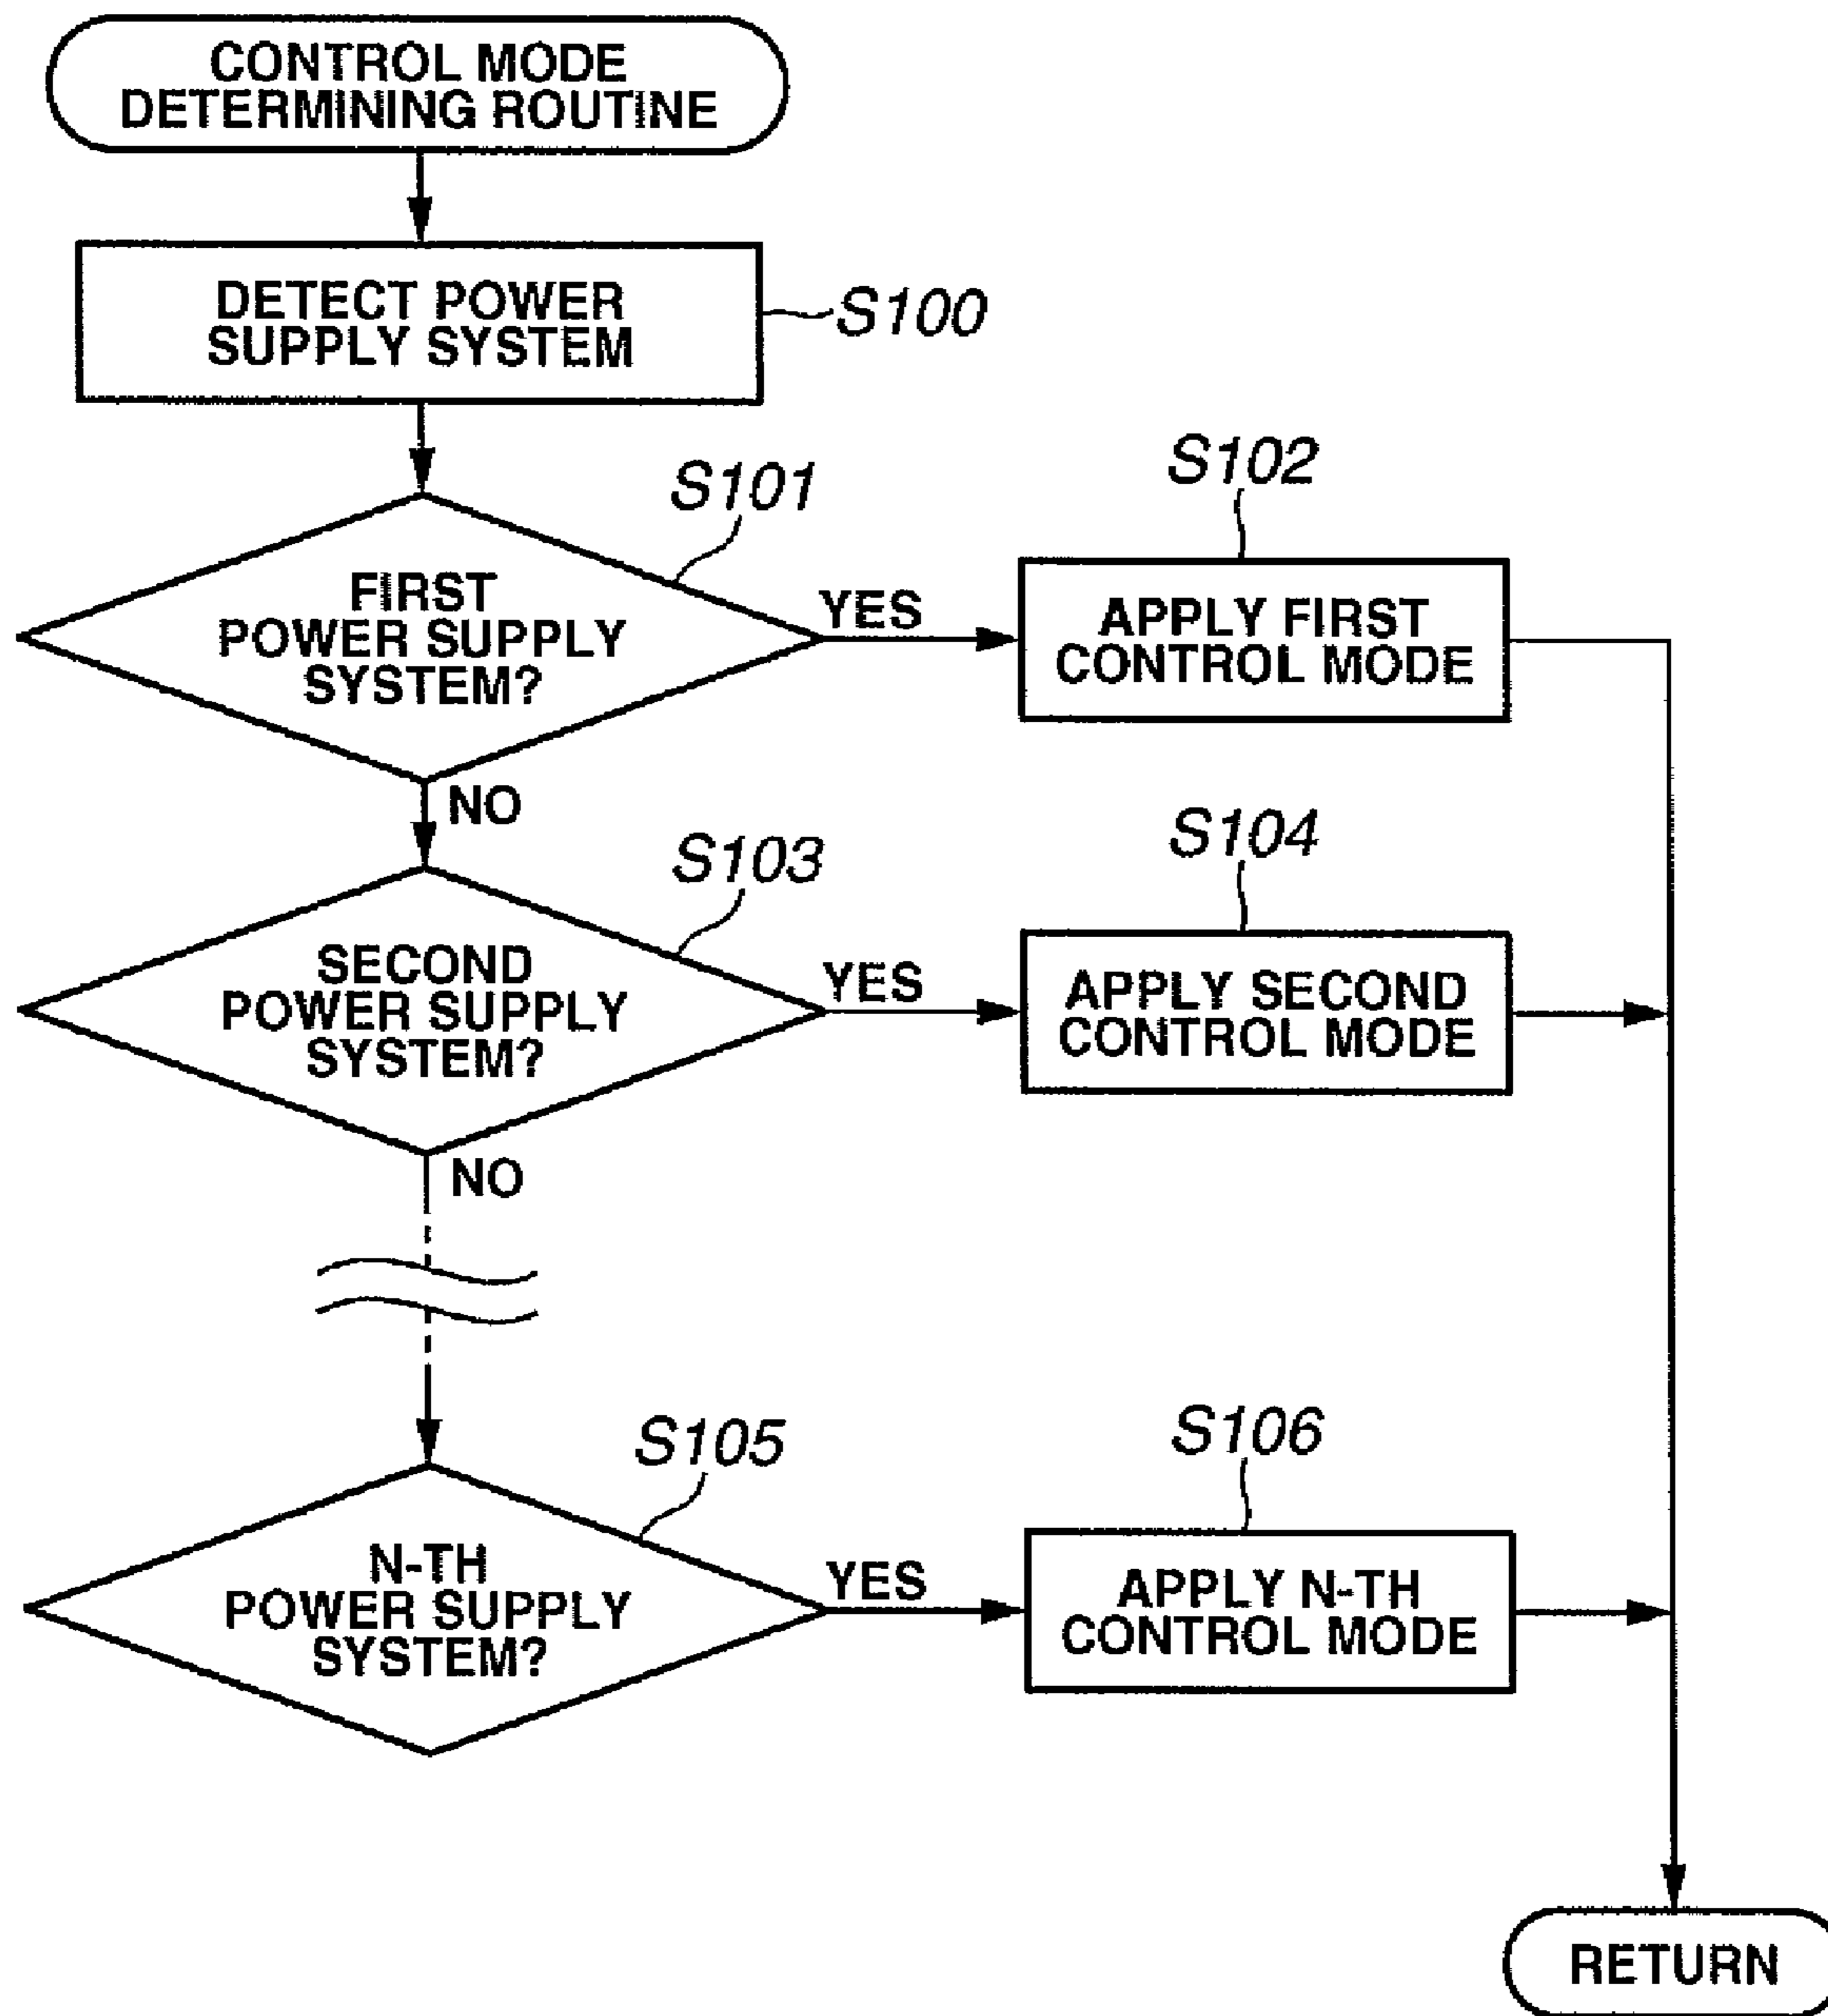 CONTROL MODE
DETERMINING ROUTINE
DETECT POWER
SUPPLY SYSTEM
S100
S101
FIRST
POWER SUPPLY
SYSTEM?
YES
S102
APPLY FIRST
CONTROL MODE
NO
S103
SECOND
POWER SUPPLY
SYSTEM?
YES
S104
APPLY SECOND
CONTROL MODE
NO
S105
N-TH
POWER SUPPLY
SYSTEM?
YES
S106
APPLY N-TH
CONTROL MODE
RETURN